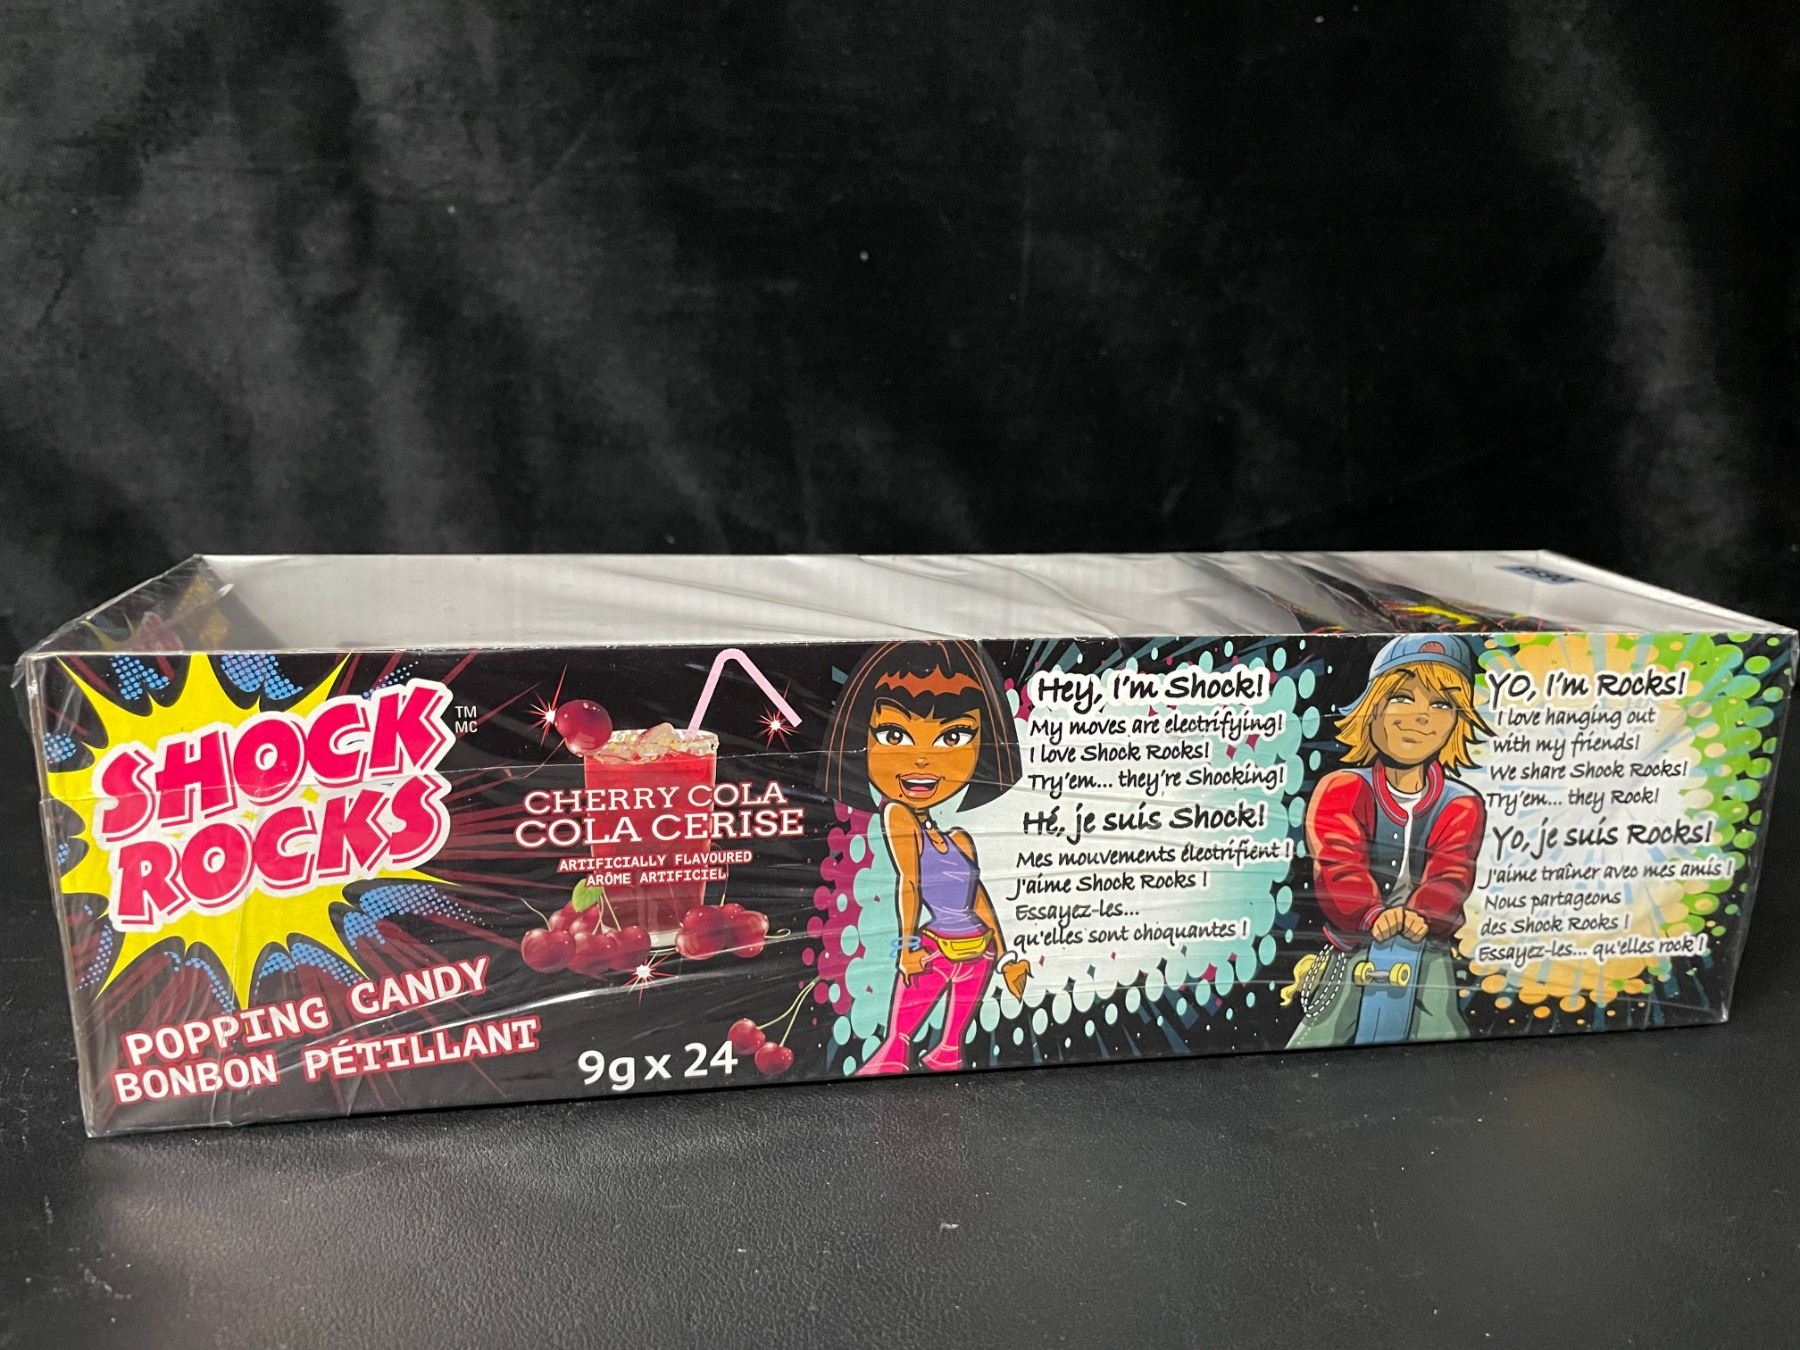 SHOCK
ROCKS
TM
MC
POPPING CANDY
BONBON PÉTILLANT
CHERRY COLA
COLA CERISE
ARTIFICIALLY FLAVOURED
ARÔME ARTIFICIEL
9g x 24
Hey, I'm Shock!
My moves are electrifying!
I love Shock Rocks!
Try'em... they're Shocking!
Hé, je suis Shock!
Mes mouvements électrifient !
J'aime Shock Rocks !
Essayez-les...
qu'elles sont choquantes !
YO, I'm Rocks!
I love hanging out
with my friends!
We share Shock Rocks!
Try'em... they Rock!
Yo, je suis Rocks!
J'aime traîner avec mes amis !
Nous partageons
des Shock Rocks !
Essayez-les... qu'elles rock !